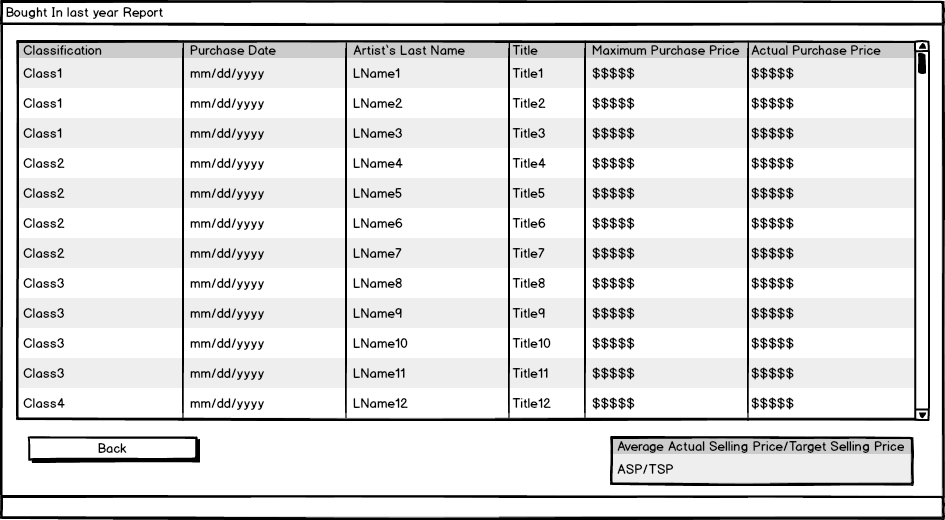 Bought In last year Report
Classification Purchase Date Artist's Last Name Title Maximum Purchase Price Actual Purchase Price
Class1 mm/dd/yyyy LName1 Title1 $$$$$ $$$$$
Class1 mm/dd/yyyy LName2 Title2 $$$$$ $$$$$
Class1 mm/dd/yyyy LName3 Title3 $$$$$ $$$$$
Class2 mm/dd/yyyy LName4 Title4 $$$$$ $$$$$
Class2 mm/dd/yyyy LName5 Title5 $$$$$ $$$$$
Class2 mm/dd/yyyy LName6 Title6 $$$$$ $$$$$
Class2 mm/dd/yyyy LName7 Title7 $$$$$ $$$$$
Class3 mm/dd/yyyy LName8 Title8 $$$$$ $$$$$
Class3 mm/dd/yyyy LName9 Title9 $$$$$ $$$$$
Class3 mm/dd/yyyy LName10 Title10 $$$$$ $$$$$
Class3 mm/dd/yyyy LName11 Title11 $$$$$ $$$$$
Class4 mm/dd/yyyy LName12 Title12 $$$$$ $$$$$
Back
Average Actual Selling Price/Target Selling Price
ASP/TSP